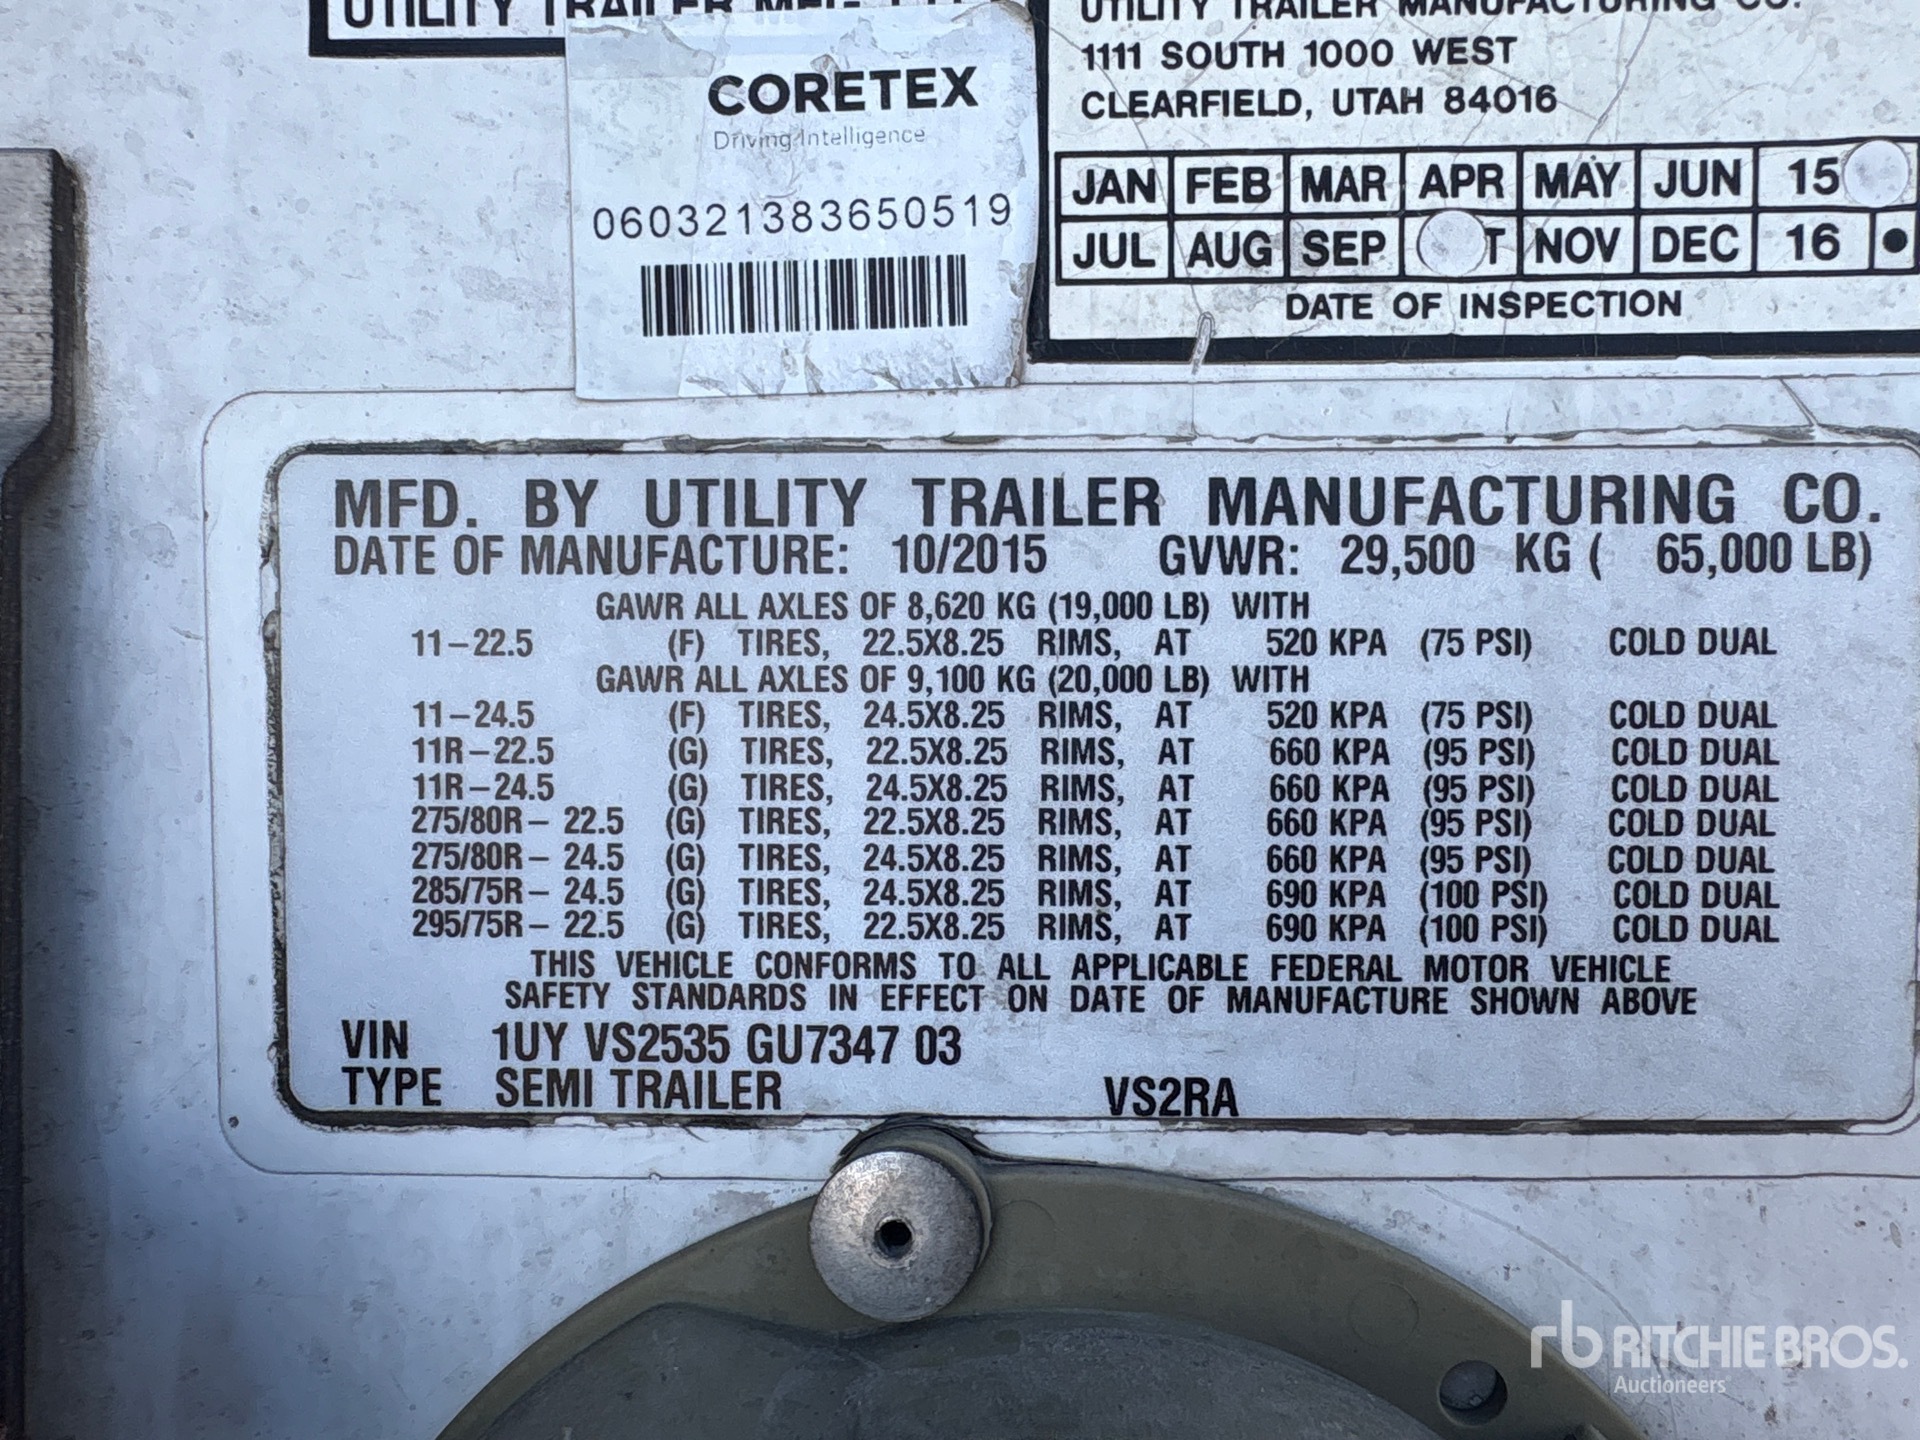 UTILITY TRAILER MFG.
CORETEX
Driving Intelligence
060321383650519
UTILITY TRAILER MANUFACTURING CO.
1111 SOUTH 1000 WEST
CLEARFIELD, UTAH 84016
JAN FEB MAR APR MAY JUN 15
JUL AUG SEP T NOV DEC 16
DATE OF INSPECTION
MFD. BY UTILITY TRAILER MANUFACTURING CO.
DATE OF MANUFACTURE: 10/2015 GVWR: 29,500 KG ( 65,000 LB)
GAWR ALL AXLES OF 8,620 KG (19,000 LB) WITH
11-22.5 (F) TIRES, 22.5X8.25 RIMS, AT 520 KPA (75 PSI) COLD DUAL
GAWR ALL AXLES OF 9,100 KG (20,000 LB) WITH
11-24.5 (F) TIRES, 24.5X8.25 RIMS, AT 520 KPA (75 PSI) COLD DUAL
11R-22.5 (G) TIRES, 22.5X8.25 RIMS, AT 660 KPA (95 PSI) COLD DUAL
11R-24.5 (G) TIRES, 24.5X8.25 RIMS, AT 660 KPA (95 PSI) COLD DUAL
275/80R- 22.5 (G) TIRES, 22.5X8.25 RIMS, AT 660 KPA (95 PSI) COLD DUAL
275/80R- 24.5 (G) TIRES, 24.5X8.25 RIMS, AT 660 KPA (95 PSI) COLD DUAL
285/75R- 24.5 (G) TIRES, 24.5X8.25 RIMS, AT 690 KPA (100 PSI) COLD DUAL
295/75R- 22.5 (G) TIRES, 22.5X8.25 RIMS, AT 690 KPA (100 PSI) COLD DUAL
THIS VEHICLE CONFORMS TO ALL APPLICABLE FEDERAL MOTOR VEHICLE
SAFETY STANDARDS IN EFFECT ON DATE OF MANUFACTURE SHOWN ABOVE
VIN 1UY VS2535 GU7347 03
TYPE SEMI TRAILER VS2RA
rb RITCHIE BROS.
Auctioneers